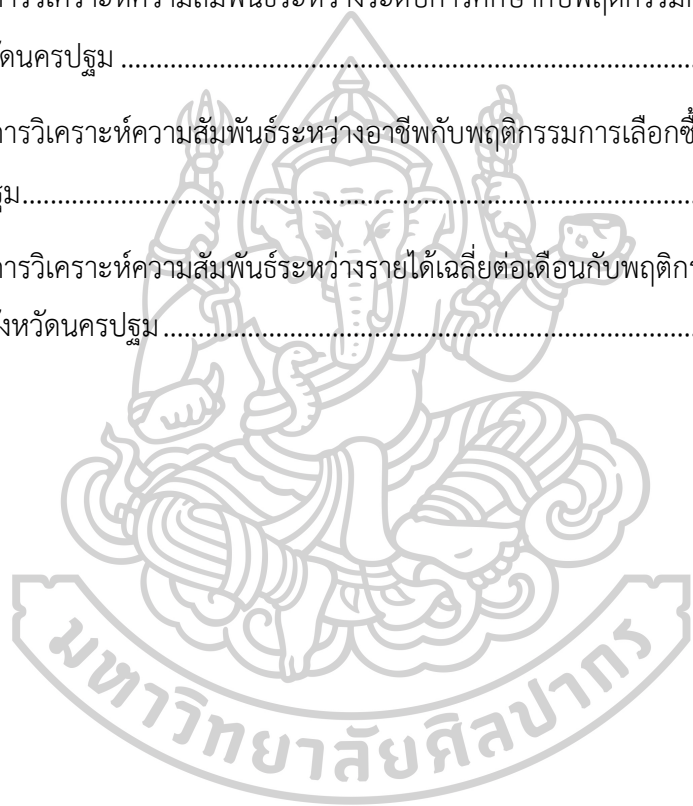 การวิเคราะห์ความสัมพันธ์ระหว่างระดับการศึกษากับพฤติกรรม
ัดนครปฐม ................................................................................
การวิเคราะห์ความสัมพันธ์ระหว่างอาชีพกับพฤติกรรมการเลือกซื้
ฐม................................................................................
การวิเคราะห์ความสัมพันธ์ระหว่างรายได้เฉลี่ยต่อเดือนกับพฤติกร
ังหวัดนครปฐม ................................................................................
มหาวิทยาลัยศิลปากร